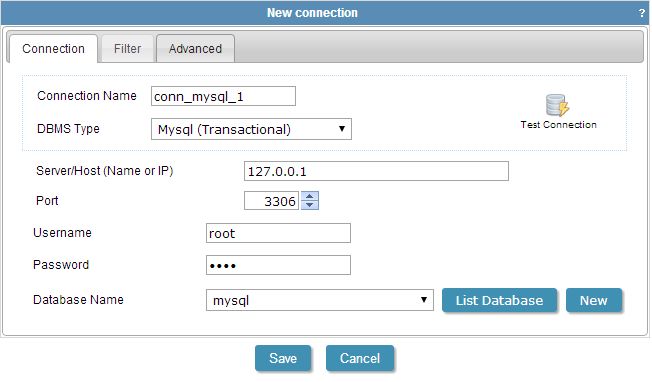 New connection ?
Connection Filter Advanced
Connection Name conn_mysql_1
DBMS Type Mysql (Transactional)
Test Connection
Server/Host (Name or IP) 127.0.0.1
Port 3306
Username root
Password ••••
Database Name mysql List Database New
Save Cancel